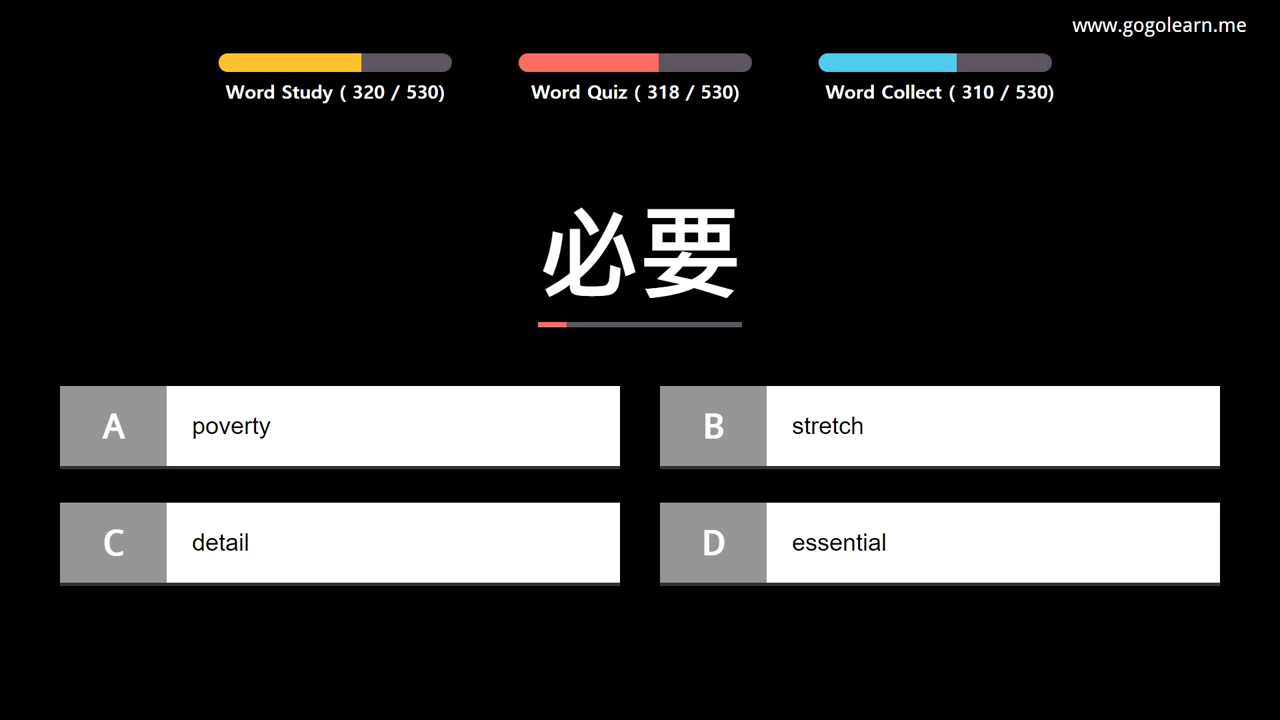 www.gogolearn.me
Word Study ( 320 / 530)
Word Quiz ( 318 / 530)
Word Collect ( 310 / 530)
必要
A poverty
B stretch
C detail
D essential